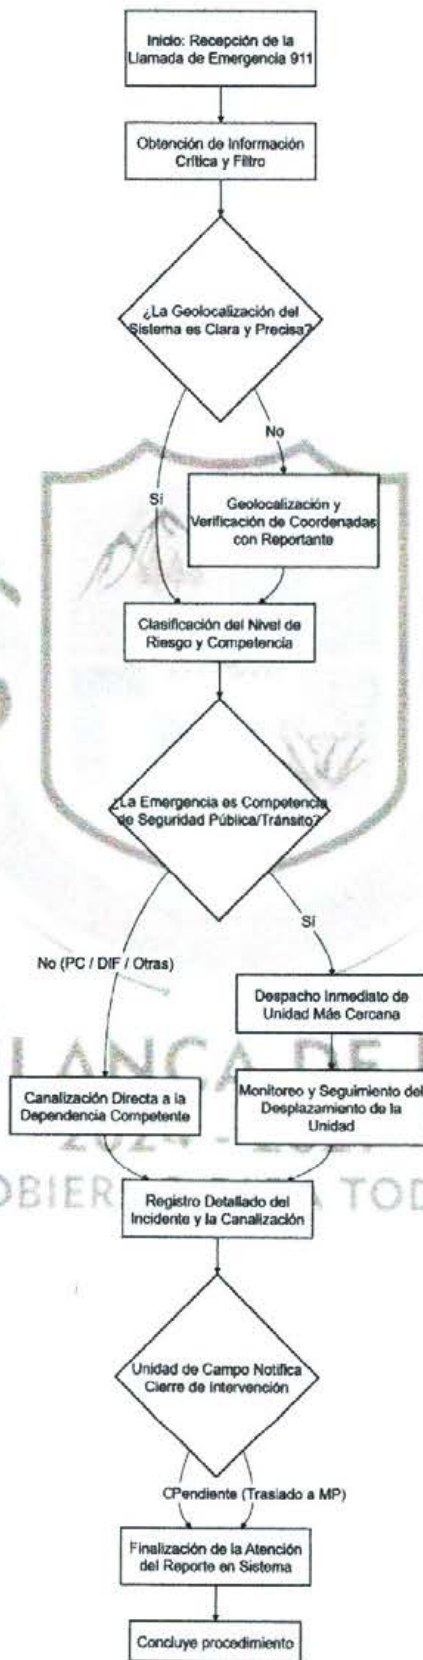 Inicio: Recepción de la
Llamada de Emergencia 911
Obtención de Información
Crítica y Filtro
¿La Geolocalización del
Sistema es Clara y Precisa?
No
Sí
Geolocalización y
Verificación de Coordenadas
con Reportante
Clasificación del Nivel de
Riesgo y Competencia
¿La Emergencia es Competencia
de Seguridad Pública/Tránsito?
Sí
No (PC / DIF / Otras)
Despacho Inmediato de
Unidad Más Cercana
LANCA DE
Canalización Directa a la
Dependencia Competente
Monitoreo y Seguimiento del
Desplazamiento de la
Unidad
2024 - 2027
Registro Detallado del
Incidente y la Canalización
OBIER A TOD
Unidad de Campo Notifica
Cierre de Intervención
CPendiente (Traslado a MP)
Finalización de la Atención
del Reporte en Sistema
Concluye procedimiento